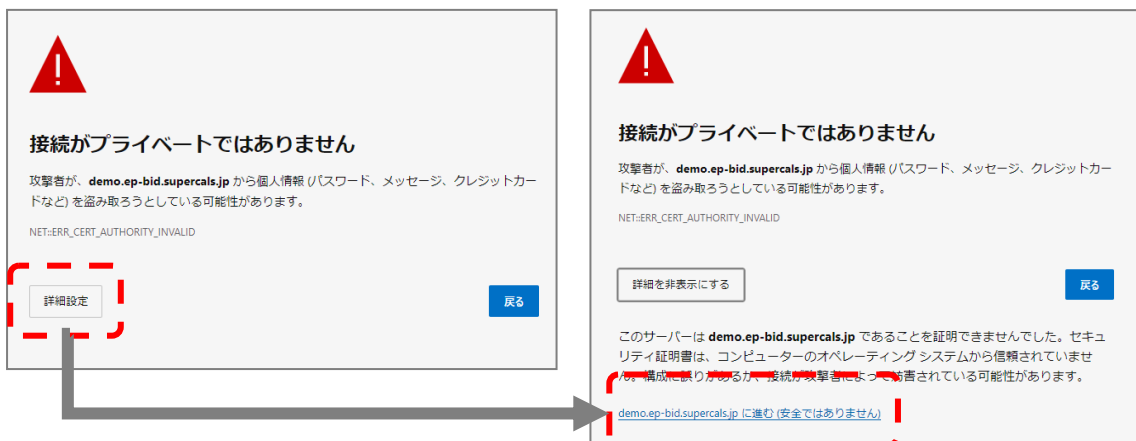 接続がプライベートではありません
攻撃者が、demo.ep-bid.supercals.jp から個人情報 (パスワード、メッセージ、クレジットカー
ドなど) を盗み取ろうとしている可能性があります。
NET::ERR_CERT_AUTHORITY_INVALID
詳細設定
戻る
接続がプライベートではありません
攻撃者が、demo.ep-bid.supercals.jp から個人情報 (パスワード、メッセージ、クレジットカー
ドなど) を盗み取ろうとしている可能性があります。
NET::ERR_CERT_AUTHORITY_INVALID
詳細を非表示にする
戻る
このサーバーは demo.ep-bid.supercals.jp であることを証明できませんでした。セキュ
リティ証明書は、コンピューターのオペレーティング システムから信頼されていませ
ん。構成に誤りがあるか、接続が攻撃者によって妨害されている可能性があります。
demo.ep-bid.supercals.jp に進む (安全ではありません)